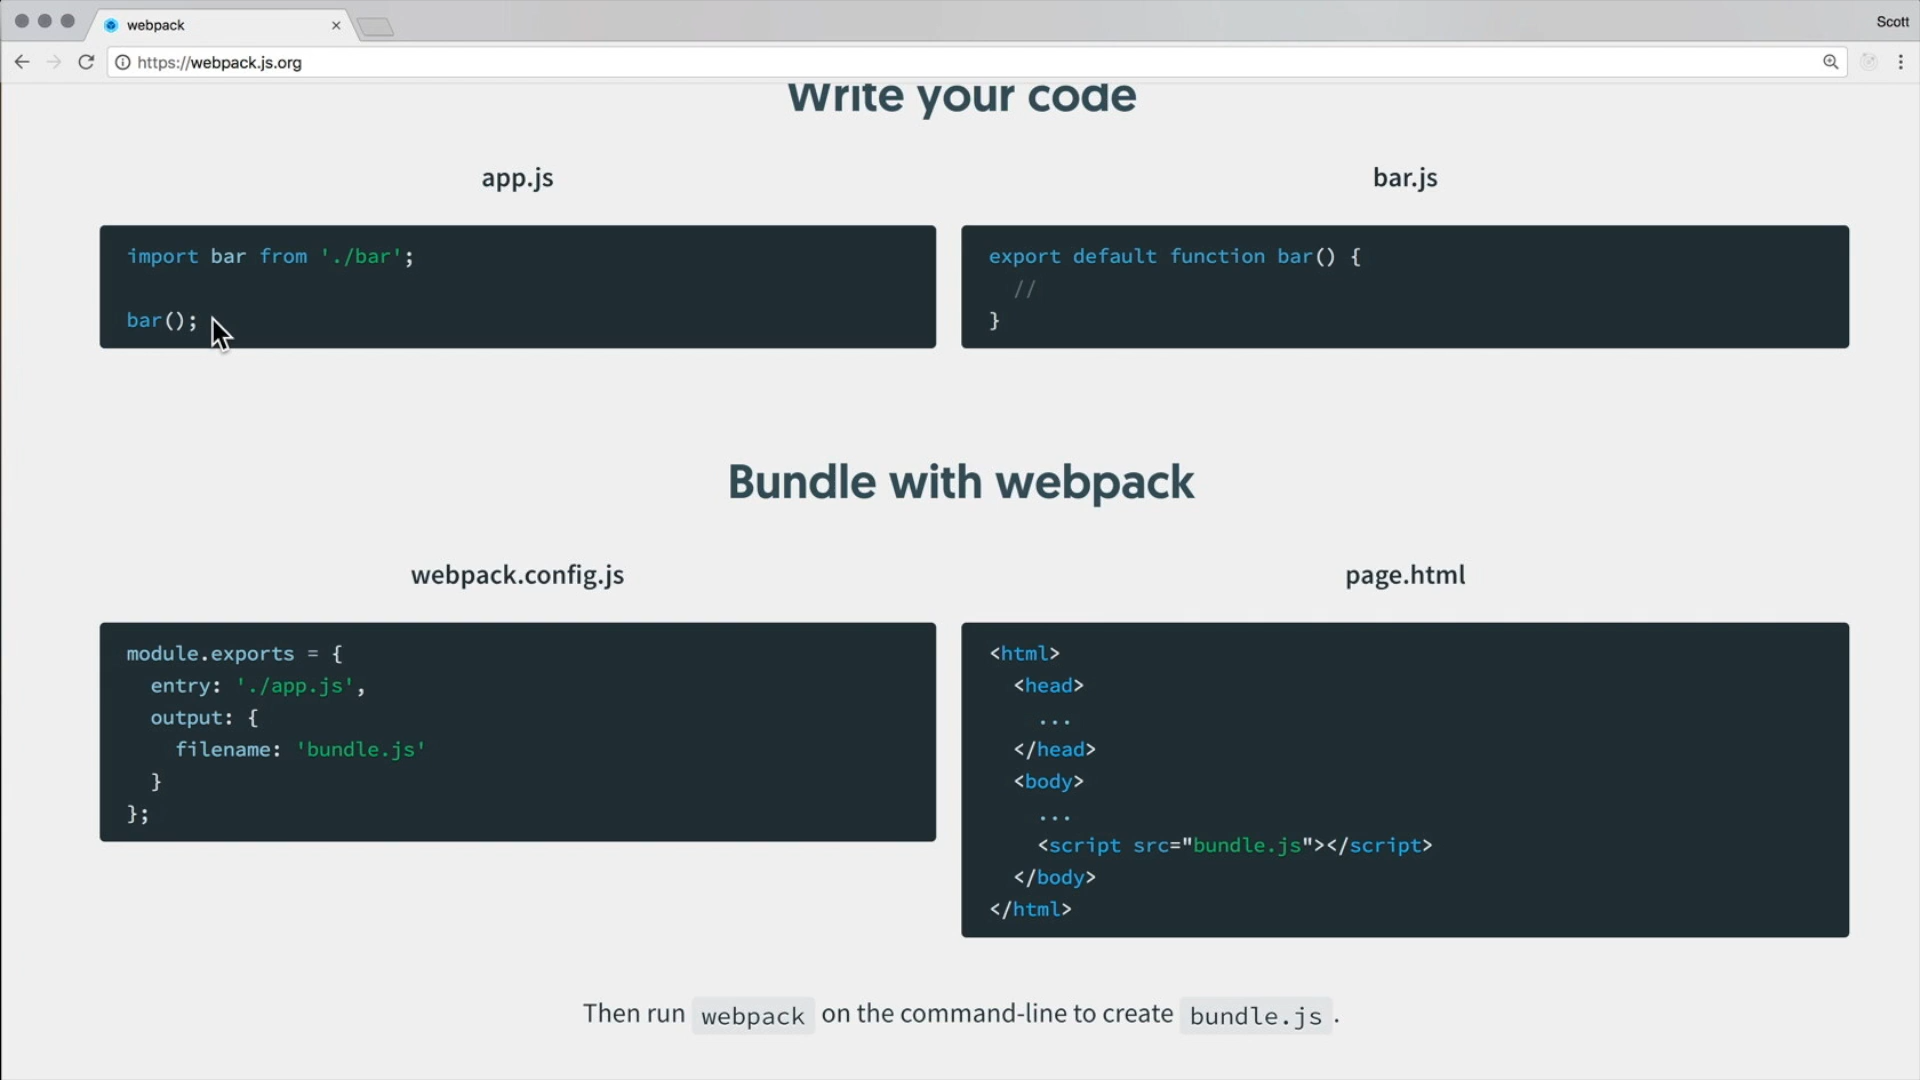 webpack
Scott
https://webpack.js.org
Write your code
app.js
import bar from './bar';
bar();
bar.js
export default function bar() {
//
}
Bundle with webpack
webpack.config.js
module.exports = {
entry: './app.js',
output: {
filename: 'bundle.js'
}
};
page.html
<html>
<head>
...
</head>
<body>
...
<script src="bundle.js"></script>
</body>
</html>
Then run webpack on the command-line to create bundle.js.